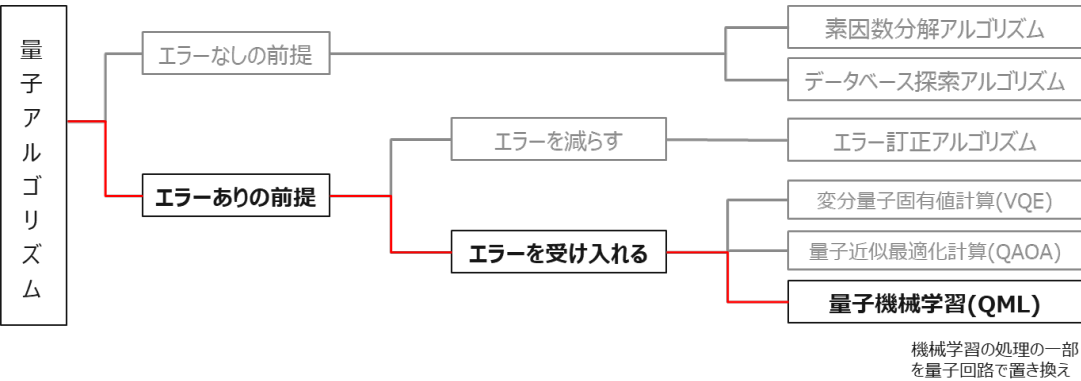 量子アルゴリズム
エラーなしの前提
素因数分解アルゴリズム
データベース探索アルゴリズム
エラーを減らす
エラー訂正アルゴリズム
エラーありの前提
変分量子固有値計算(VQE)
エラーを受け入れる
量子近似最適化計算(QAOA)
量子機械学習(QML)
機械学習の処理の一部
を量子回路で置き換え